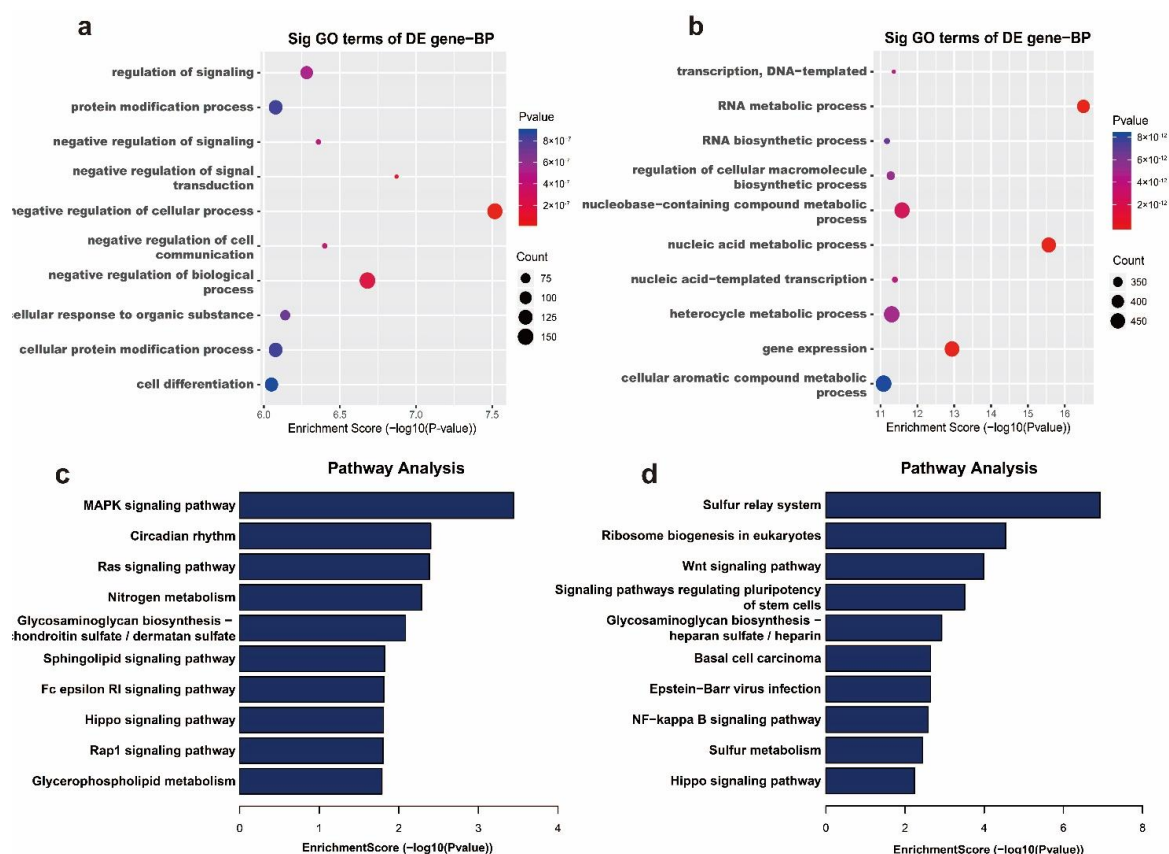 a
Sig GO terms of DE gene−BP
regulation of signaling
protein modification process
negative regulation of signaling
negative regulation of signal
transduction
negative regulation of cellular process
negative regulation of cell
communication
negative regulation of biological
process
cellular response to organic substance
cellular protein modification process
cell differentiation
6.0 6.5 7.0 7.5
Enrichment Score (−log10(P-value))
Pvalue
8×10⁻⁷
6×10⁻⁷
4×10⁻⁷
2×10⁻⁷
Count
75
100
125
150
b
Sig GO terms of DE gene−BP
transcription, DNA−templated
RNA metabolic process
RNA biosynthetic process
regulation of cellular macromolecule
biosynthetic process
nucleobase−containing compound metabolic
process
nucleic acid metabolic process
nucleic acid−templated transcription
heterocycle metabolic process
gene expression
cellular aromatic compound metabolic
process
11 12 13 14 15 16
Enrichment Score (−log10(Pvalue))
Pvalue
8×10⁻¹²
6×10⁻¹²
4×10⁻¹²
2×10⁻¹²
Count
350
400
450
c
Pathway Analysis
MAPK signaling pathway
Circadian rhythm
Ras signaling pathway
Nitrogen metabolism
Glycosaminoglycan biosynthesis −
chondroitin sulfate / dermatan sulfate
Sphingolipid signaling pathway
Fc epsilon RI signaling pathway
Hippo signaling pathway
Rap1 signaling pathway
Glycerophospholipid metabolism
0 1 2 3 4
EnrichmentScore (−log10(Pvalue))
d
Pathway Analysis
Sulfur relay system
Ribosome biogenesis in eukaryotes
Wnt signaling pathway
Signaling pathways regulating pluripotency
of stem cells
Glycosaminoglycan biosynthesis −
heparan sulfate / heparin
Basal cell carcinoma
Epstein−Barr virus infection
NF−kappa B signaling pathway
Sulfur metabolism
Hippo signaling pathway
0 2 4 6 8
EnrichmentScore (−log10(Pvalue))